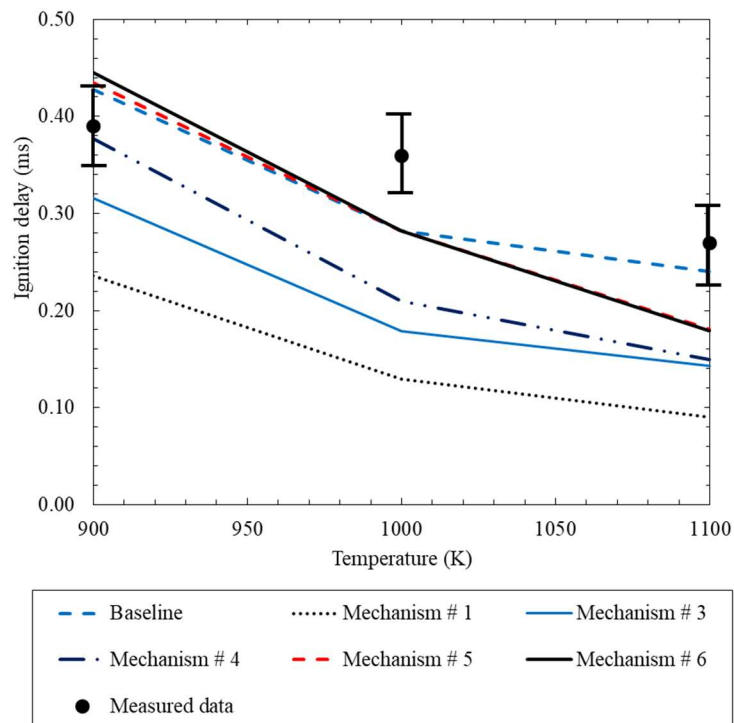 0.50
0.40
0.30
0.20
0.10
0.00
Ignition delay (ms)
900 950 1000 1050 1100
Temperature (K)
Baseline Mechanism # 1 Mechanism # 3
Mechanism # 4 Mechanism # 5 Mechanism # 6
Measured data